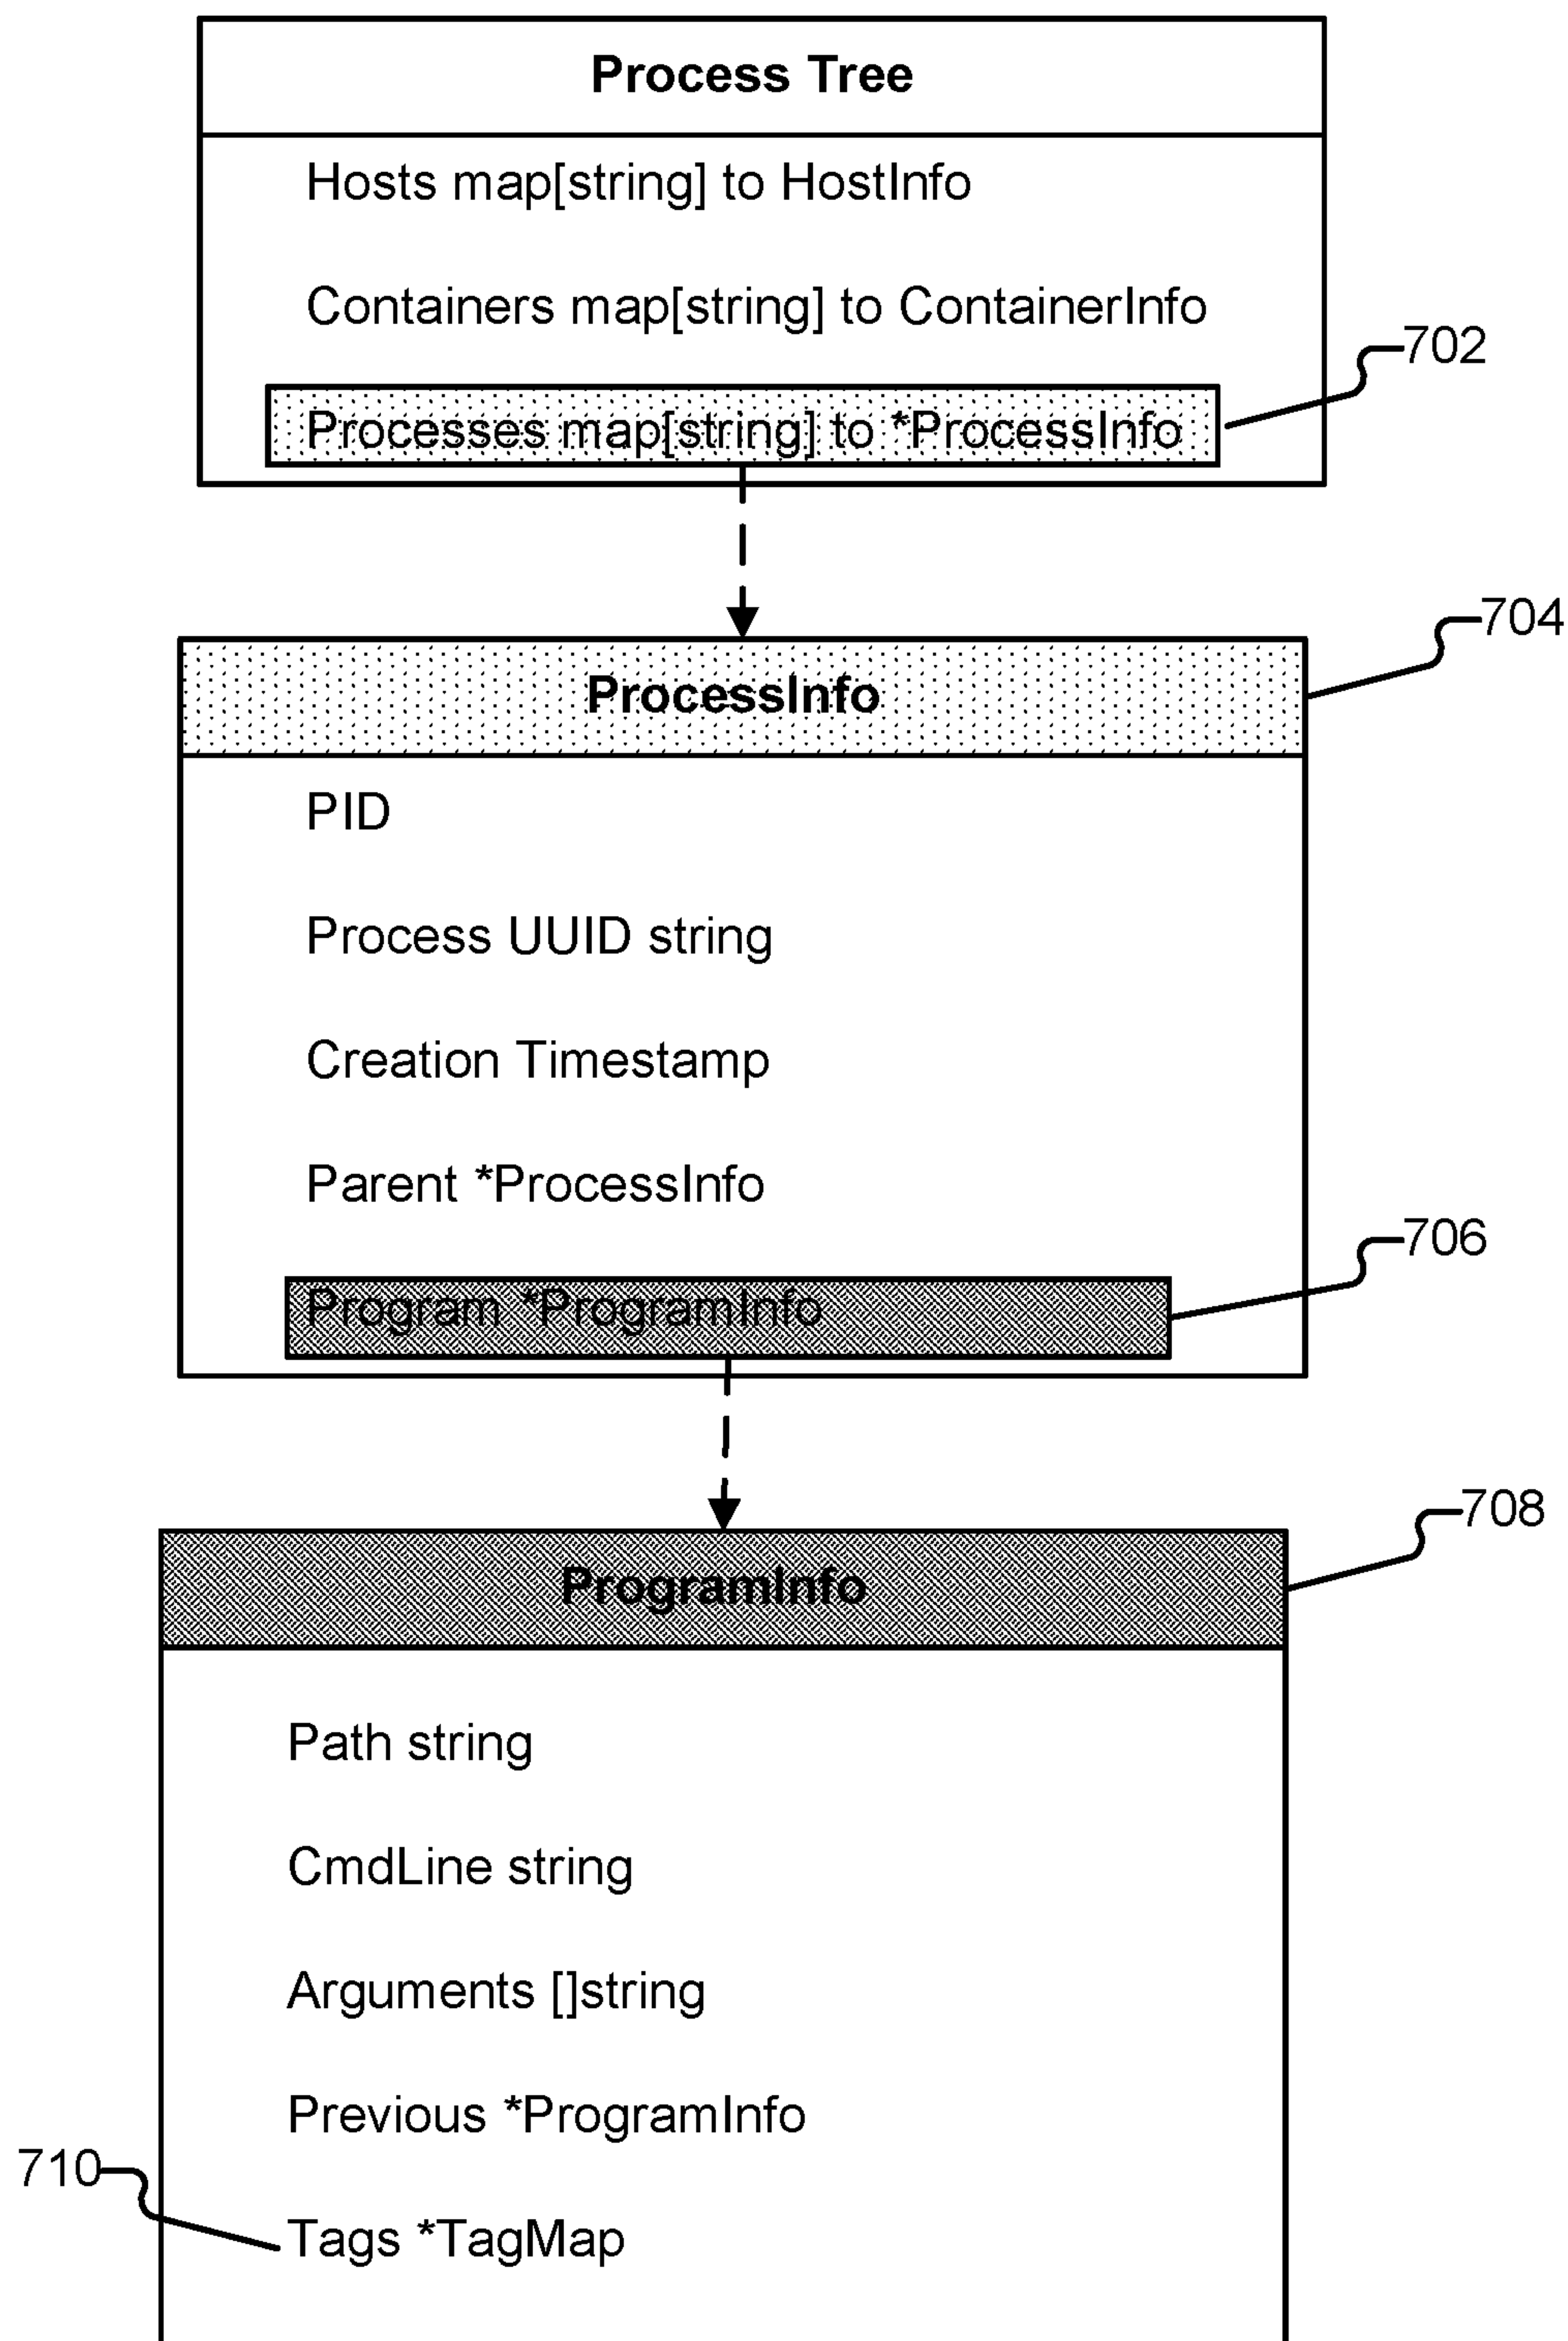 Process Tree
Hosts map[string] to HostInfo
Containers map[string] to ContainerInfo
702
Processes map[string] to *ProcessInfo
704
ProcessInfo
PID
Process UUID string
Creation Timestamp
Parent *ProcessInfo
706
Program *ProgramInfo
708
ProgramInfo
Path string
CmdLine string
Arguments []string
Previous *ProgramInfo
710
Tags *TagMap